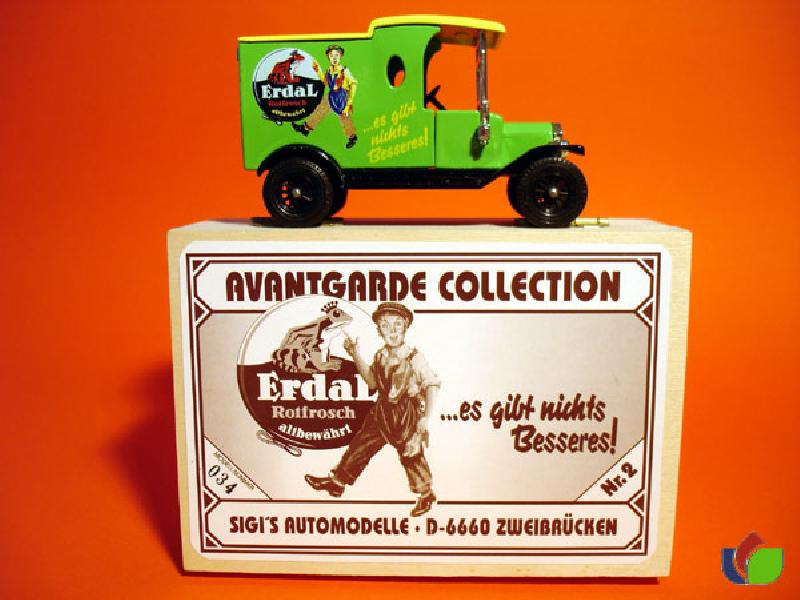 ErdaL
Rotfrosch
altbewährt
...es gibt
nichts
Besseres!
AVANTGARDE COLLECTION
ErdaL
Rotfrosch
altbewährt
...es gibt nichts
Besseres!
034
Nr. 2
SIGI'S AUTOMODELLE · D-6660 ZWEIBRÜCKEN